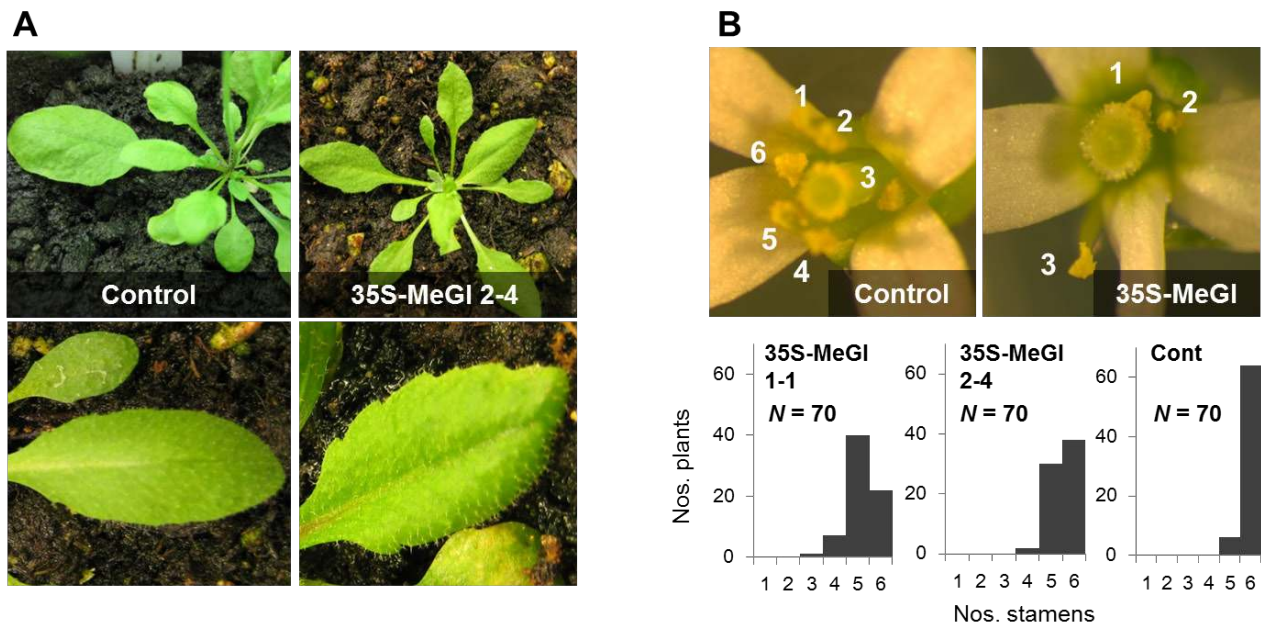 A
Control
35S-MeGI 2-4
B
1
2
3
4
5
6
Control
1
2
3
35S-MeGI
Nos. plants
35S-MeGI
1-1
N = 70
60
40
20
0
1 2 3 4 5 6
35S-MeGI
2-4
N = 70
60
40
20
0
1 2 3 4 5 6
Cont
N = 70
60
40
20
0
1 2 3 4 5 6
Nos. stamens